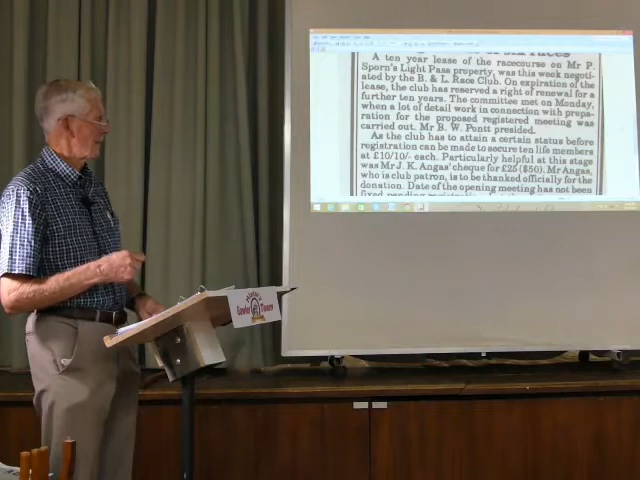 A ten year lease of the racecourse on Mr P.
Sporn's Light Pass property, was this week negoti-
ated by the B. & L. Race Club. On expiration of the
lease, the club has reserved a right of renewal for a
further ten years. The committee met on Monday,
when a lot of detail work in connection with prepa-
ration for the proposed registered meeting was
carried out. Mr B. W. Pontt presided.
As the club has to attain a certain status before
registration can be made to secure ten life members
at £10/10/- each. Particularly helpful at this stage
was Mr J. K. Angas' cheque for £25 ($50). Mr Angas,
who is club patron, is to be thanked officially for the
donation. Date of the opening meeting has not been
Gawler